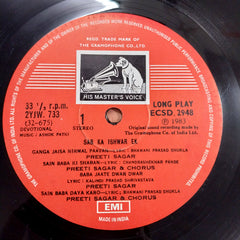 REGD. TRADE MARK OF
THE GRAMOPHONE CO., LTD.
HIS MASTER'S VOICE
33 1/3 r.p.m.
2YJW. 733
(32-675)
DEVOTIONAL
MUSIC : ASHOK PATKI
1
STEREO
LONG PLAY
ECSD. 2948
℗ 1983
Original sound recording made by
The Gramophone Co. of India Ltd.
SAB KA ISHWAR EK
GANGA JAISA NIRMAL PAAVAN—LYRIC : BHAWANI PRASAD SHUKLA
PREETI SAGAR
SAIN BABA KI SHARAN—LYRIC : CHANDRASHEKHAR PANDE
PREETI SAGAR & CHORUS
BABA JAATE DWAR DWAR
LYRIC : KALINDI PRASAD SHRIVASTAVA
PREETI SAGAR
SAIN BABA DAYA KARO—LYRIC : BHAWANI PRASAD SHUKLA
PREETI SAGAR & CHORUS
EMI
MADE IN INDIA